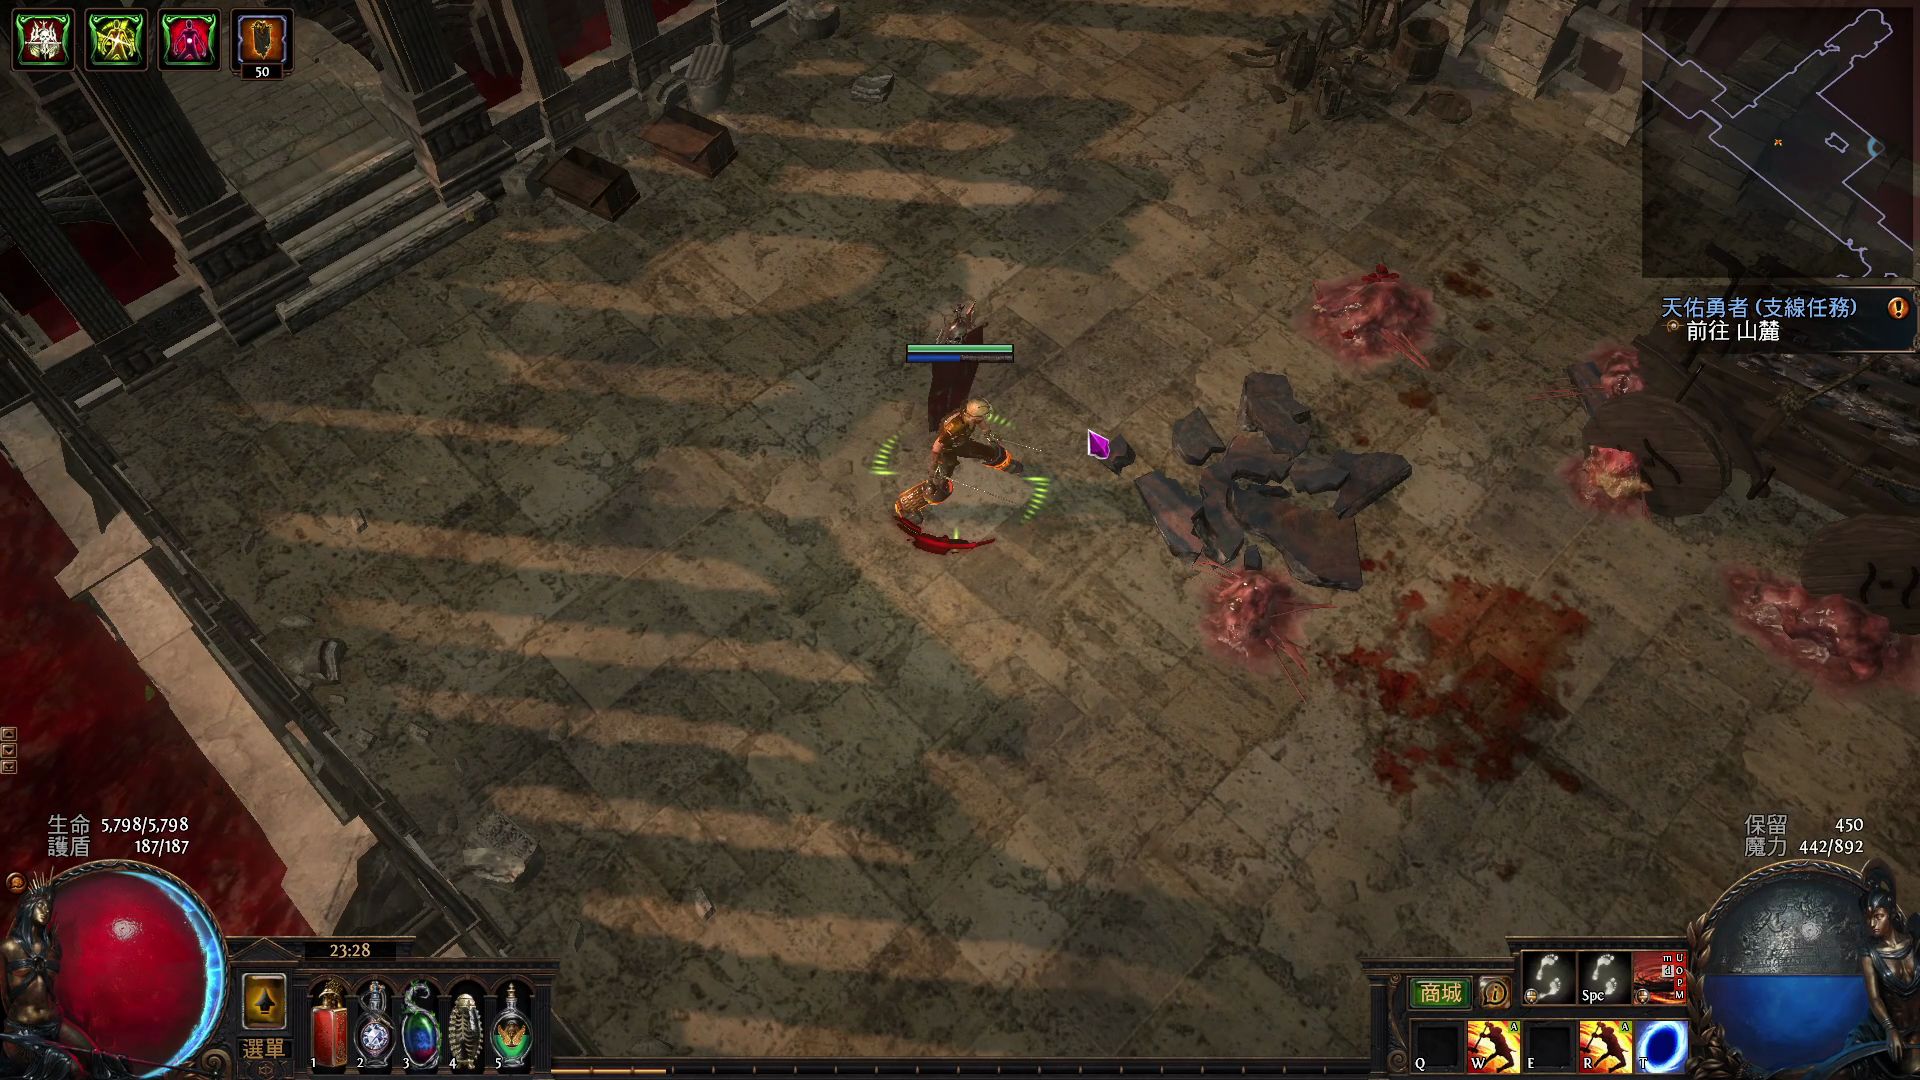 50
天佑勇者 (支線任務)
前往 山麓
生命 5,798/5,798
護盾 187/187
保留 450
魔力 442/892
23:28
選單
1
2
3
4
5
商城
Spc
m U
d O
P
M
Q
W A
E
R A
T